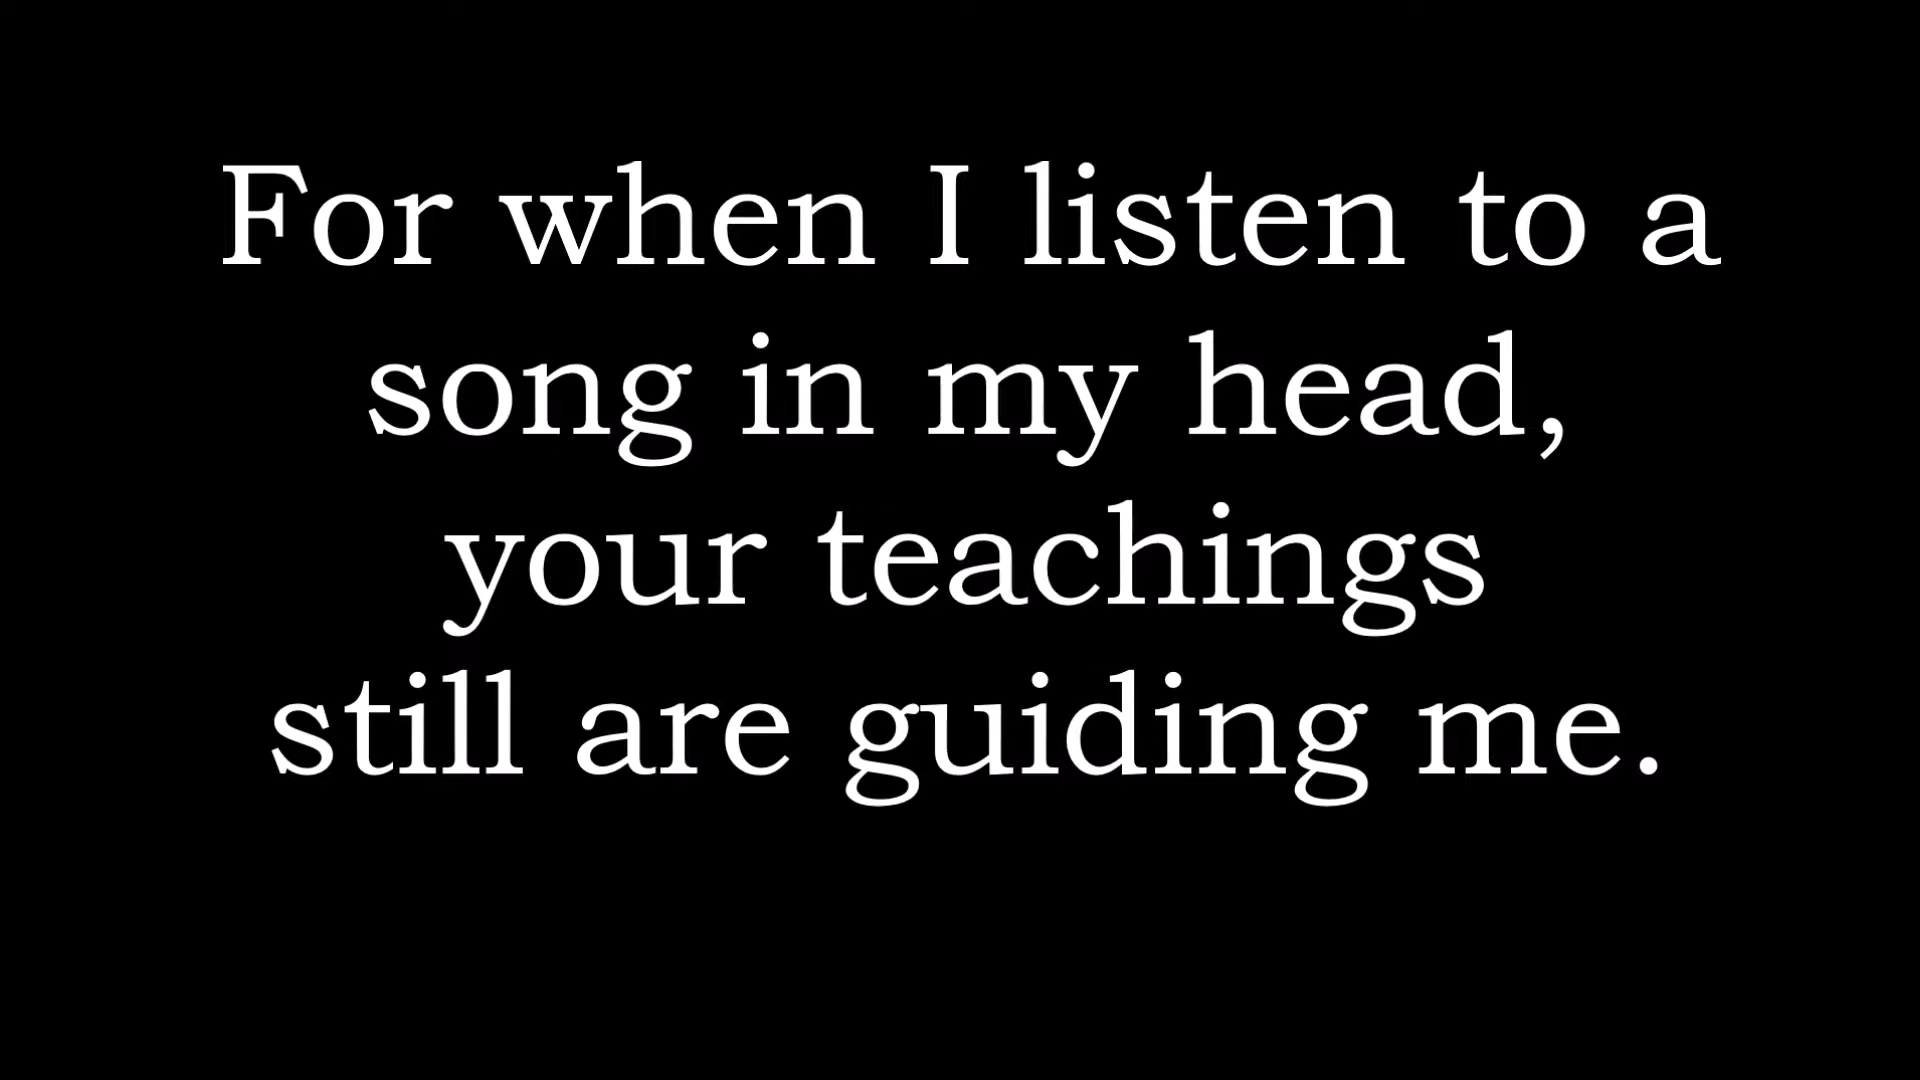 For when I listen to a
song in my head,
your teachings
still are guiding me.